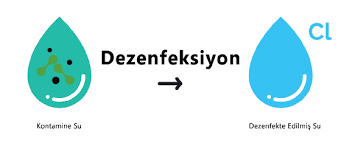 Cl
Dezenfeksiyon
Kontamine Su
Dezenfekte Edilmiş Su